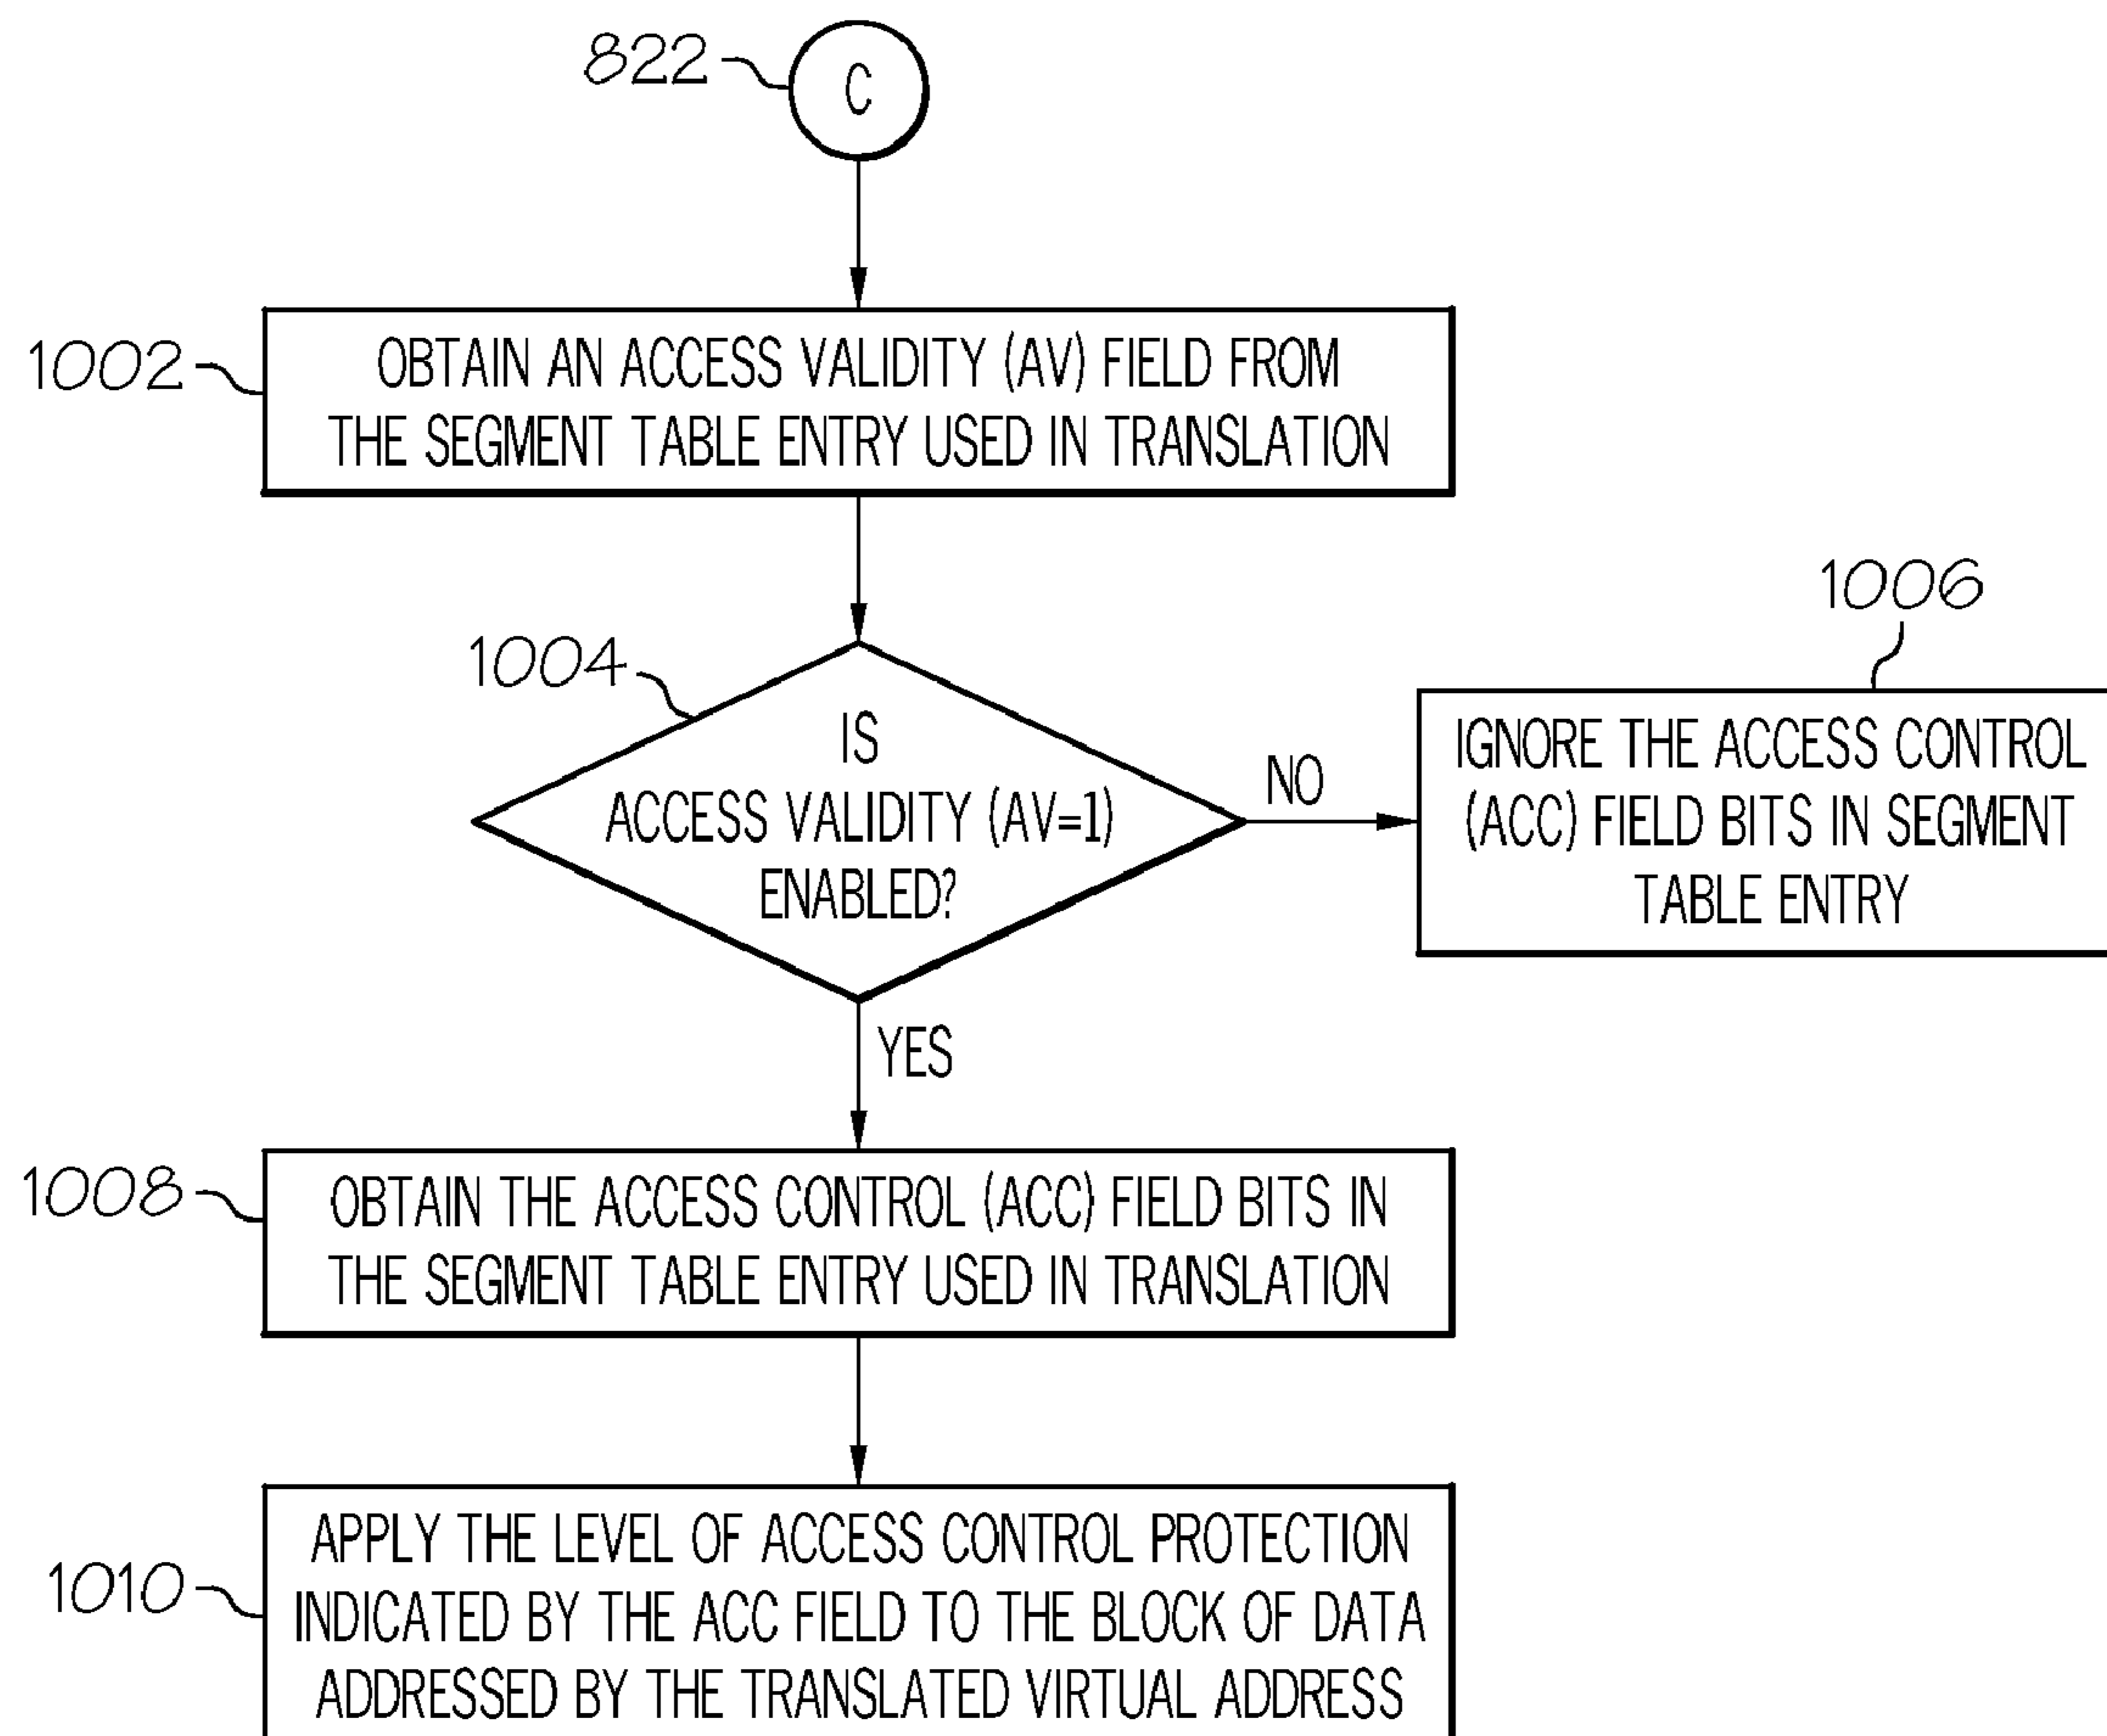 822
C
1002
OBTAIN AN ACCESS VALIDITY (AV) FIELD FROM
THE SEGMENT TABLE ENTRY USED IN TRANSLATION
1004
IS
ACCESS VALIDITY (AV=1)
ENABLED?
NO
1006
IGNORE THE ACCESS CONTROL
(ACC) FIELD BITS IN SEGMENT
TABLE ENTRY
YES
1008
OBTAIN THE ACCESS CONTROL (ACC) FIELD BITS IN
THE SEGMENT TABLE ENTRY USED IN TRANSLATION
1010
APPLY THE LEVEL OF ACCESS CONTROL PROTECTION
INDICATED BY THE ACC FIELD TO THE BLOCK OF DATA
ADDRESSED BY THE TRANSLATED VIRTUAL ADDRESS